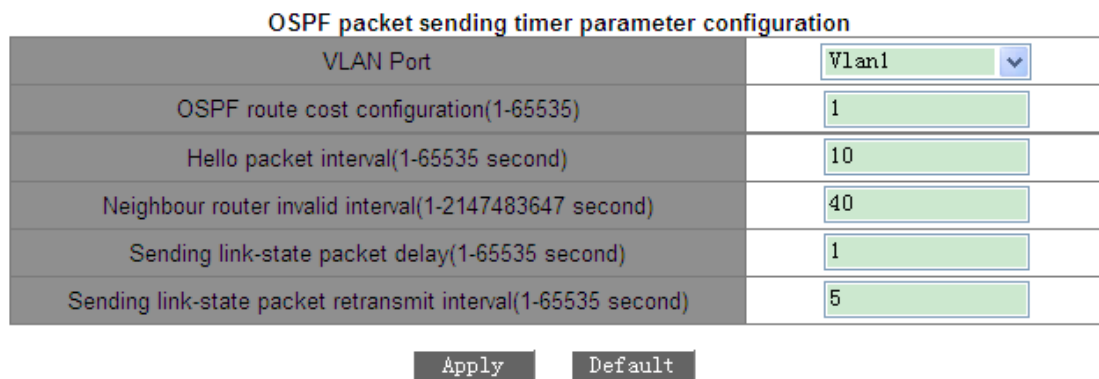 OSPF packet sending timer parameter configuration
VLAN Port Vlan1
OSPF route cost configuration(1-65535) 1
Hello packet interval(1-65535 second) 10
Neighbour router invalid interval(1-2147483647 second) 40
Sending link-state packet delay(1-65535 second) 1
Sending link-state packet retransmit interval(1-65535 second) 5
Apply Default